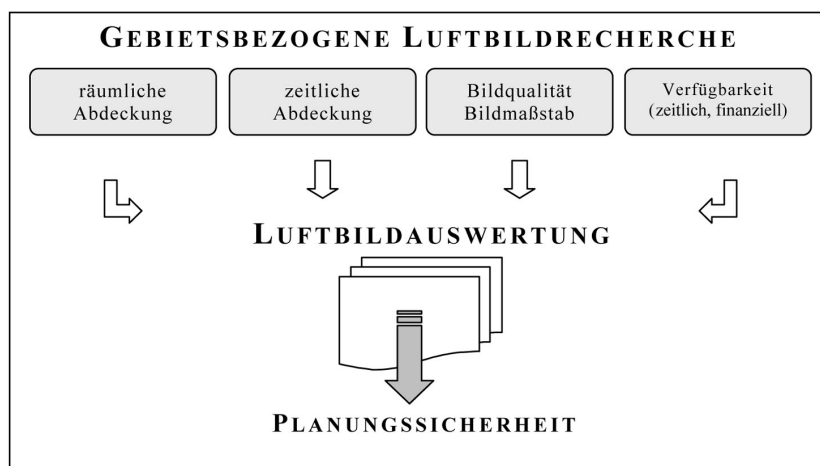 GEBIETSBEZOGENE LUFTBILDRECHERCHE
räumliche
Abdeckung
zeitliche
Abdeckung
Bildqualität
Bildmaßstab
Verfügbarkeit
(zeitlich, finanziell)
LUFTBILDAUSWERTUNG
PLANUNGSSICHERHEIT